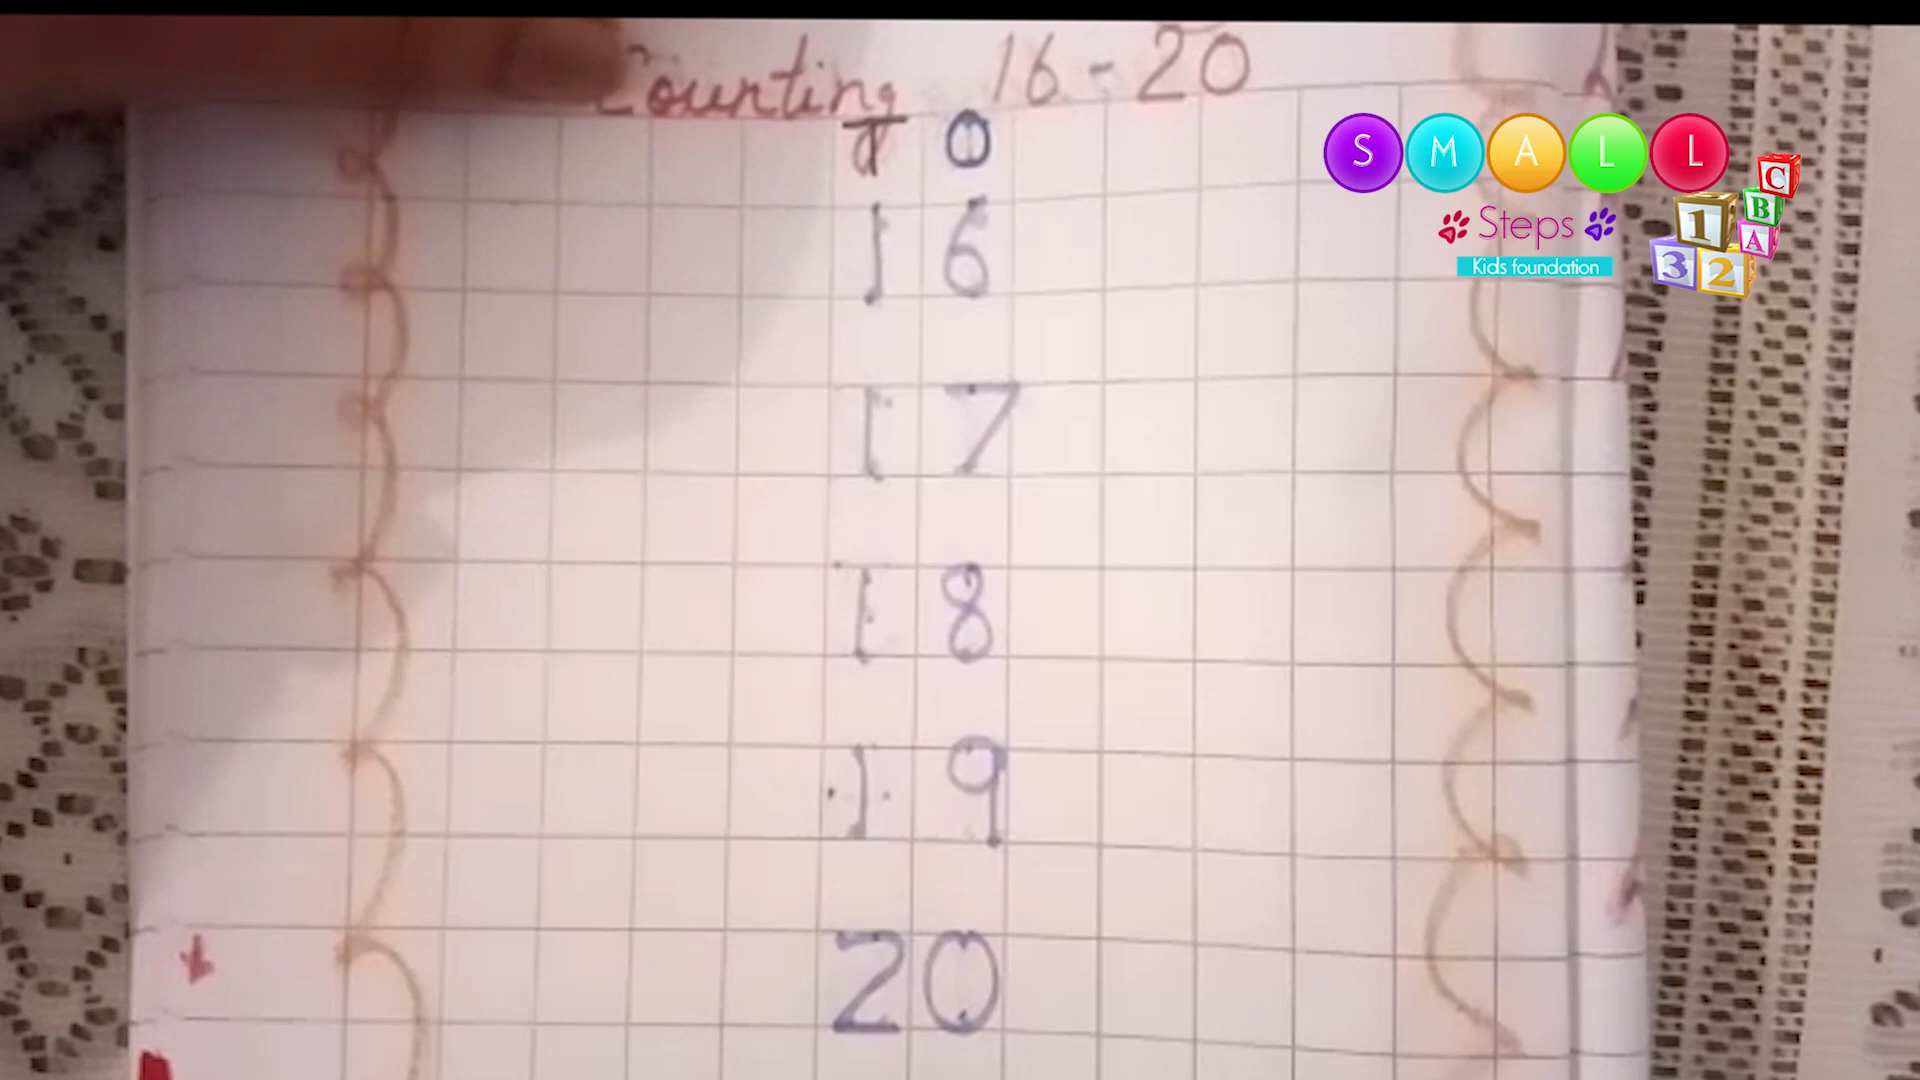 Counting 16-20
T O
16
17
18
19
20
SMALL
Steps
Kids foundation
C
B
1 A
3 2